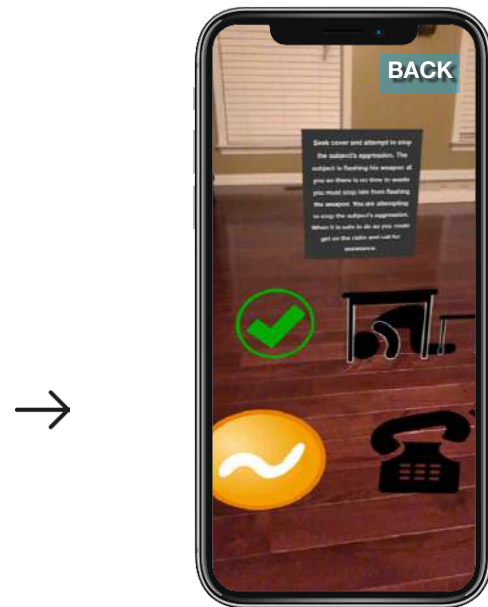 BACK
Seek cover and attempt to stop
the subject's aggression. The
subject is flashing his weapon at
you so there is no time to waste
you must stop him from flashing
the weapon. You are attempting
to stop the subject's aggression.
When it is safe to do so you could
get on the radio and call for
assistance.